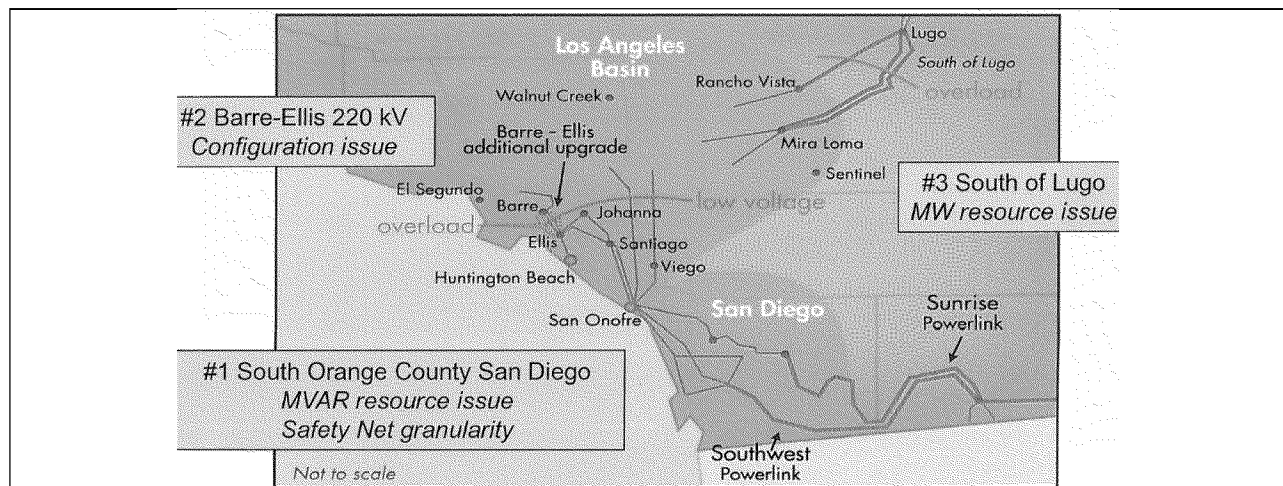 Los Angeles
Basin
Lugo
South of Lugo
Rancho Vista
overload
Walnut Creek
#2 Barre-Ellis 220 kV
Configuration issue
Barre - Ellis
additional upgrade
Mira Loma
Sentinel
#3 South of Lugo
MW resource issue
El Segundo
Barre
Johanna
low voltage
overload
Ellis
Santiago
Viego
Huntington Beach
San Onofre
San Diego
Sunrise
Powerlink
#1 South Orange County San Diego
MVAR resource issue
Safety Net granularity
Southwest
Powerlink
Not to scale